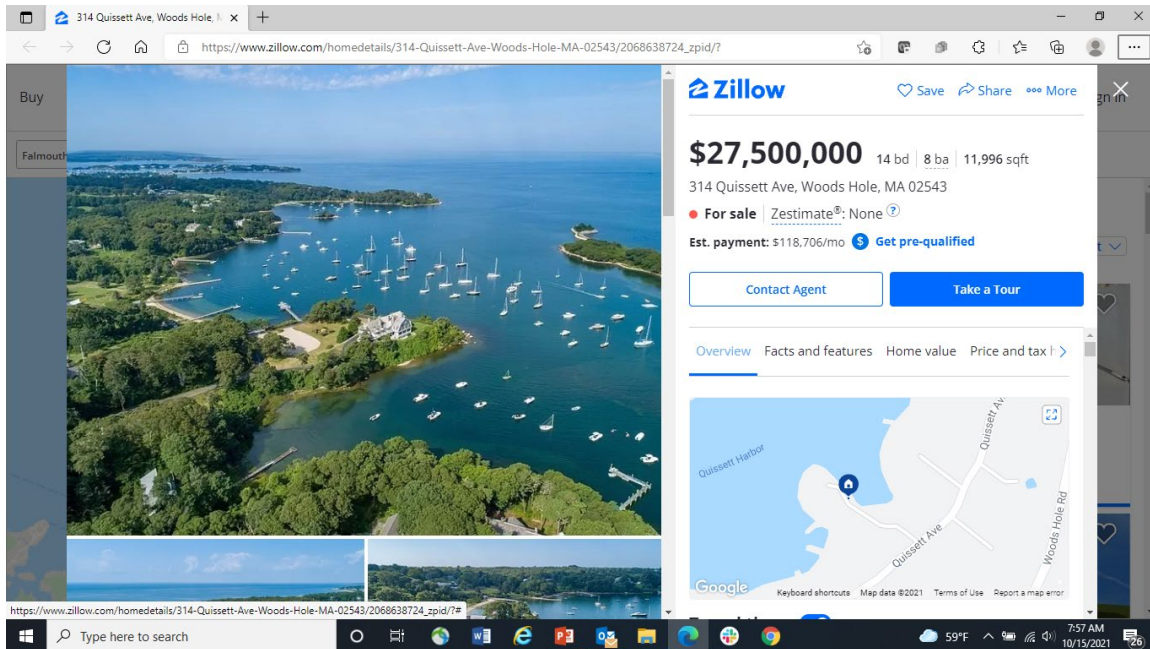 314 Quissett Ave, Woods Hole, M
https://www.zillow.com/homedetails/314-Quissett-Ave-Woods-Hole-MA-02543/2068638724_zpid/?
Buy
gn In
Falmouth
Zillow
Save
Share
More
$27,500,000 14 bd 8 ba 11,996 sqft
314 Quissett Ave, Woods Hole, MA 02543
For sale Zestimate®: None ?
Est. payment: $118,706/mo $ Get pre-qualified
Contact Agent
Take a Tour
Overview Facts and features Home value Price and tax h
Quissett Harbor
Quissett Av
Quissett Ave
Woods Hole Rd
Google
Keyboard shortcuts Map data ©2021 Terms of Use Report a map error
https://www.zillow.com/homedetails/314-Quissett-Ave-Woods-Hole-MA-02543/2068638724_zpid/?#
Type here to search
59°F
7:57 AM
10/15/2021
26